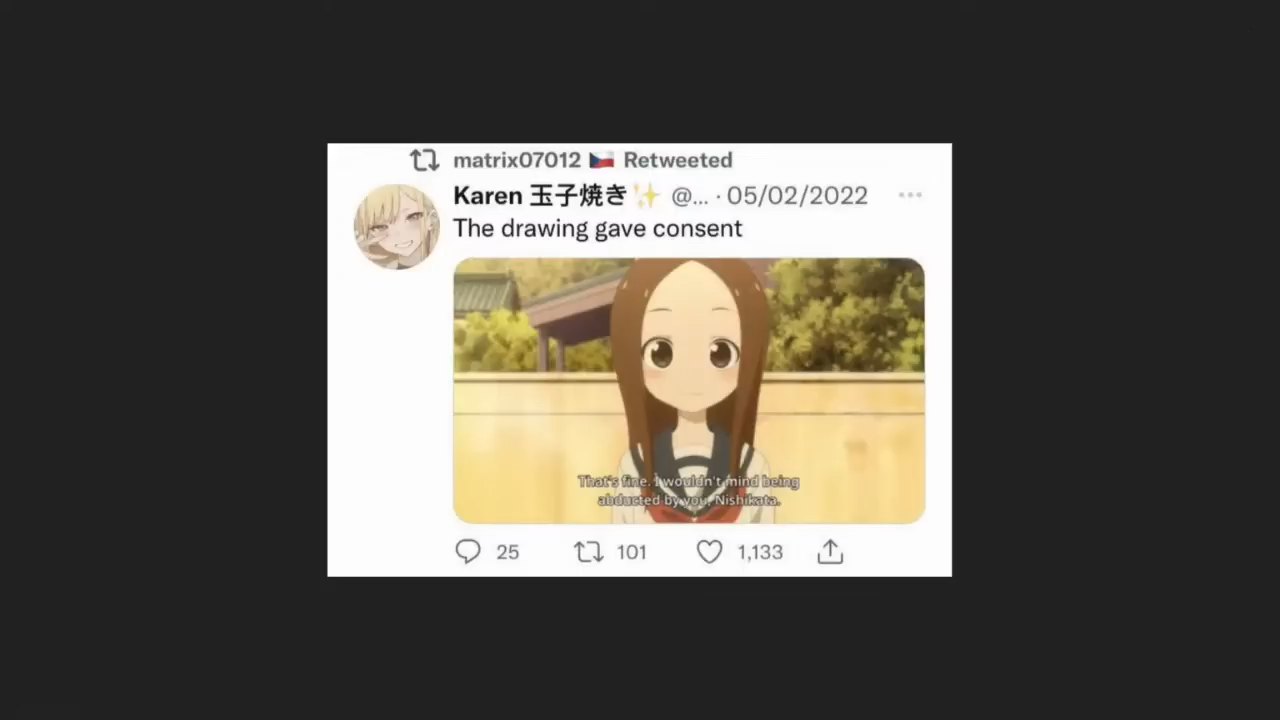 matrix07012 🇨🇿 Retweeted
Karen 玉子焼き✨ @... · 05/02/2022
The drawing gave consent
That's fine. I wouldn't mind being
abducted by you, Nishikata.
25 101 1,133